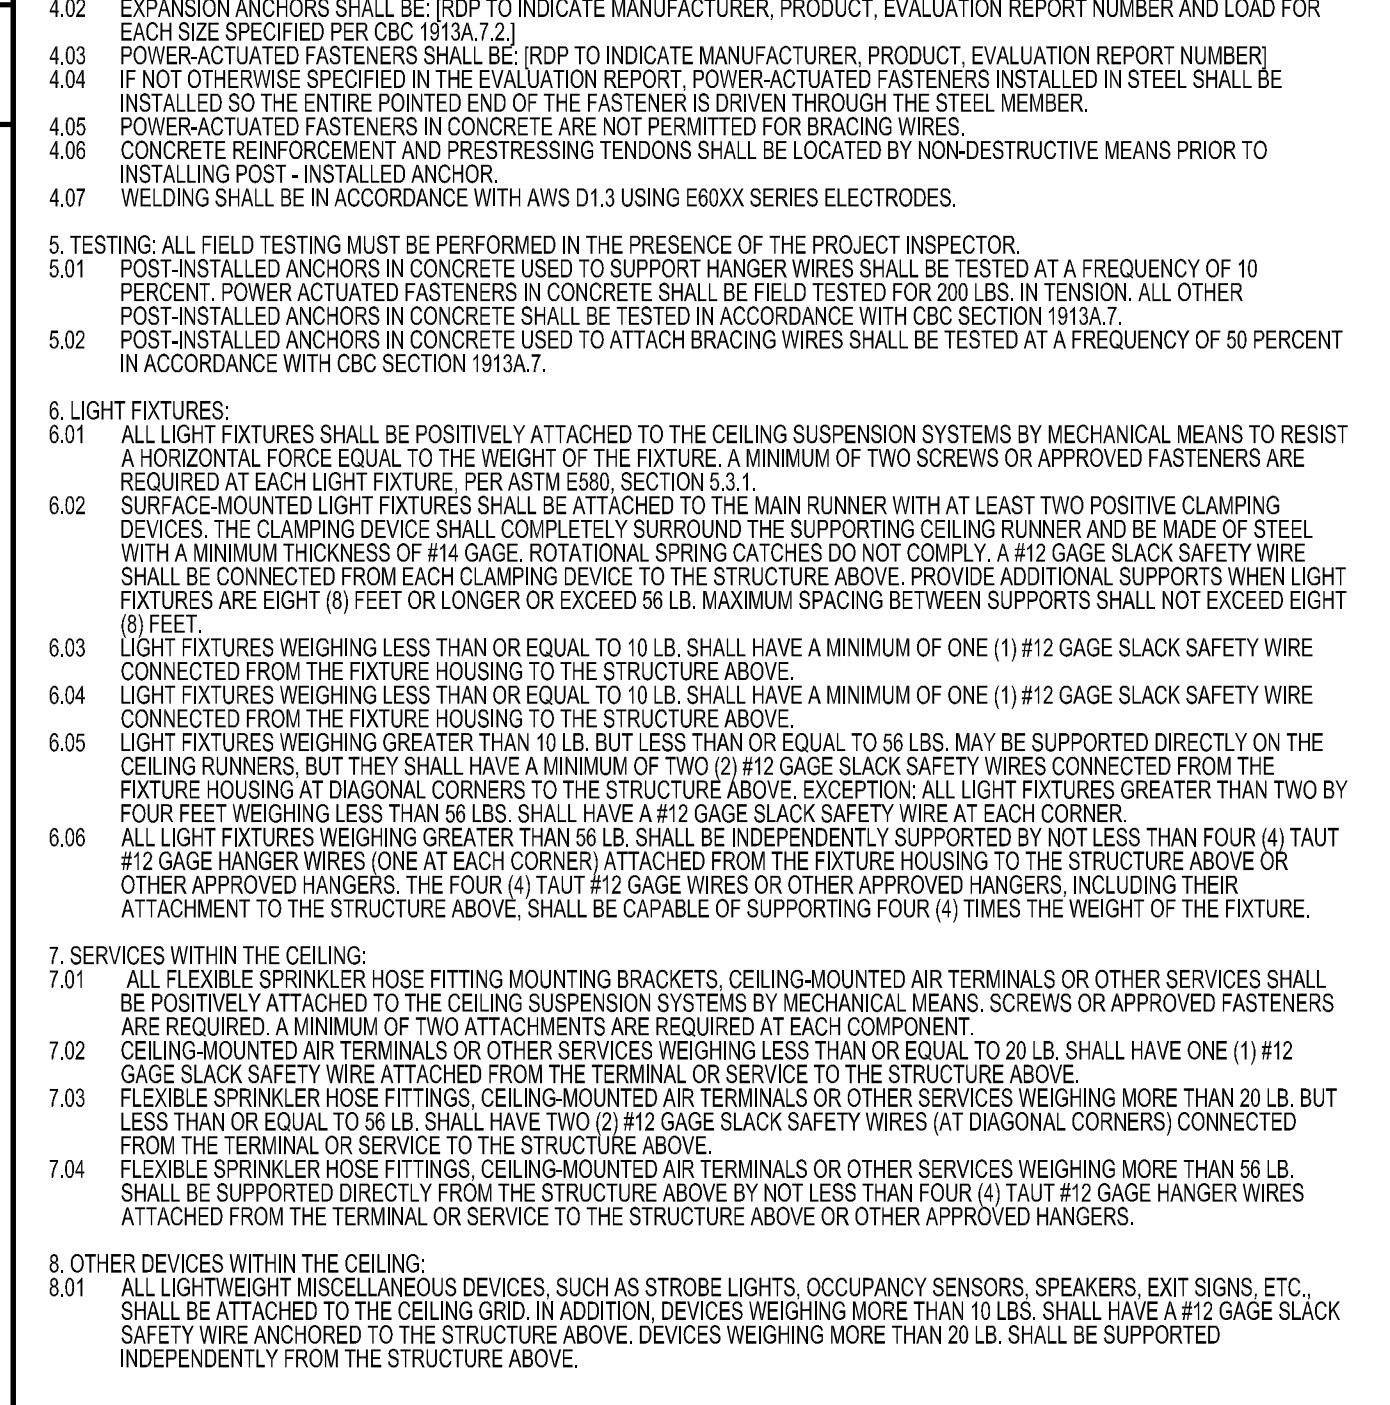 4.02 EXPANSION ANCHORS SHALL BE: [RDP TO INDICATE MANUFACTURER, PRODUCT, EVALUATION REPORT NUMBER AND LOAD FOR
EACH SIZE SPECIFIED PER CBC 1913A.7.2.]
4.03 POWER-ACTUATED FASTENERS SHALL BE: [RDP TO INDICATE MANUFACTURER, PRODUCT, EVALUATION REPORT NUMBER]
4.04 IF NOT OTHERWISE SPECIFIED IN THE EVALUATION REPORT, POWER-ACTUATED FASTENERS INSTALLED IN STEEL SHALL BE
INSTALLED SO THE ENTIRE POINTED END OF THE FASTENER IS DRIVEN THROUGH THE STEEL MEMBER.
4.05 POWER-ACTUATED FASTENERS IN CONCRETE ARE NOT PERMITTED FOR BRACING WIRES.
4.06 CONCRETE REINFORCEMENT AND PRESTRESSING TENDONS SHALL BE LOCATED BY NON-DESTRUCTIVE MEANS PRIOR TO
INSTALLING POST - INSTALLED ANCHOR.
4.07 WELDING SHALL BE IN ACCORDANCE WITH AWS D1.3 USING E60XX SERIES ELECTRODES.
5. TESTING: ALL FIELD TESTING MUST BE PERFORMED IN THE PRESENCE OF THE PROJECT INSPECTOR.
5.01 POST-INSTALLED ANCHORS IN CONCRETE USED TO SUPPORT HANGER WIRES SHALL BE TESTED AT A FREQUENCY OF 10
PERCENT. POWER ACTUATED FASTENERS IN CONCRETE SHALL BE FIELD TESTED FOR 200 LBS. IN TENSION. ALL OTHER
POST-INSTALLED ANCHORS IN CONCRETE SHALL BE TESTED IN ACCORDANCE WITH CBC SECTION 1913A.7.
5.02 POST-INSTALLED ANCHORS IN CONCRETE USED TO ATTACH BRACING WIRES SHALL BE TESTED AT A FREQUENCY OF 50 PERCENT
IN ACCORDANCE WITH CBC SECTION 1913A.7.
6. LIGHT FIXTURES:
6.01 ALL LIGHT FIXTURES SHALL BE POSITIVELY ATTACHED TO THE CEILING SUSPENSION SYSTEMS BY MECHANICAL MEANS TO RESIST
A HORIZONTAL FORCE EQUAL TO THE WEIGHT OF THE FIXTURE. A MINIMUM OF TWO SCREWS OR APPROVED FASTENERS ARE
REQUIRED AT EACH LIGHT FIXTURE, PER ASTM E580, SECTION 5.3.1.
6.02 SURFACE-MOUNTED LIGHT FIXTURES SHALL BE ATTACHED TO THE MAIN RUNNER WITH AT LEAST TWO POSITIVE CLAMPING
DEVICES. THE CLAMPING DEVICE SHALL COMPLETELY SURROUND THE SUPPORTING CEILING RUNNER AND BE MADE OF STEEL
WITH A MINIMUM THICKNESS OF #14 GAGE. ROTATIONAL SPRING CATCHES DO NOT COMPLY. A #12 GAGE SLACK SAFETY WIRE
SHALL BE CONNECTED FROM EACH CLAMPING DEVICE TO THE STRUCTURE ABOVE. PROVIDE ADDITIONAL SUPPORTS WHEN LIGHT
FIXTURES ARE EIGHT (8) FEET OR LONGER OR EXCEED 56 LB. MAXIMUM SPACING BETWEEN SUPPORTS SHALL NOT EXCEED EIGHT
(8) FEET.
6.03 LIGHT FIXTURES WEIGHING LESS THAN OR EQUAL TO 10 LB. SHALL HAVE A MINIMUM OF ONE (1) #12 GAGE SLACK SAFETY WIRE
CONNECTED FROM THE FIXTURE HOUSING TO THE STRUCTURE ABOVE.
6.04 LIGHT FIXTURES WEIGHING LESS THAN OR EQUAL TO 10 LB. SHALL HAVE A MINIMUM OF ONE (1) #12 GAGE SLACK SAFETY WIRE
CONNECTED FROM THE FIXTURE HOUSING TO THE STRUCTURE ABOVE.
6.05 LIGHT FIXTURES WEIGHING GREATER THAN 10 LB. BUT LESS THAN OR EQUAL TO 56 LBS. MAY BE SUPPORTED DIRECTLY ON THE
CEILING RUNNERS, BUT THEY SHALL HAVE A MINIMUM OF TWO (2) #12 GAGE SLACK SAFETY WIRES CONNECTED FROM THE
FIXTURE HOUSING AT DIAGONAL CORNERS TO THE STRUCTURE ABOVE. EXCEPTION: ALL LIGHT FIXTURES GREATER THAN TWO BY
FOUR FEET WEIGHING LESS THAN 56 LBS. SHALL HAVE A #12 GAGE SLACK SAFETY WIRE AT EACH CORNER.
6.06 ALL LIGHT FIXTURES WEIGHING GREATER THAN 56 LB. SHALL BE INDEPENDENTLY SUPPORTED BY NOT LESS THAN FOUR (4) TAUT
#12 GAGE HANGER WIRES (ONE AT EACH CORNER) ATTACHED FROM THE FIXTURE HOUSING TO THE STRUCTURE ABOVE OR
OTHER APPROVED HANGERS. THE FOUR (4) TAUT #12 GAGE WIRES OR OTHER APPROVED HANGERS, INCLUDING THEIR
ATTACHMENT TO THE STRUCTURE ABOVE, SHALL BE CAPABLE OF SUPPORTING FOUR (4) TIMES THE WEIGHT OF THE FIXTURE.
7. SERVICES WITHIN THE CEILING:
7.01 ALL FLEXIBLE SPRINKLER HOSE FITTING MOUNTING BRACKETS, CEILING-MOUNTED AIR TERMINALS OR OTHER SERVICES SHALL
BE POSITIVELY ATTACHED TO THE CEILING SUSPENSION SYSTEMS BY MECHANICAL MEANS. SCREWS OR APPROVED FASTENERS
ARE REQUIRED. A MINIMUM OF TWO ATTACHMENTS ARE REQUIRED AT EACH COMPONENT.
7.02 CEILING-MOUNTED AIR TERMINALS OR OTHER SERVICES WEIGHING LESS THAN OR EQUAL TO 20 LB. SHALL HAVE ONE (1) #12
GAGE SLACK SAFETY WIRE ATTACHED FROM THE TERMINAL OR SERVICE TO THE STRUCTURE ABOVE.
7.03 FLEXIBLE SPRINKLER HOSE FITTINGS, CEILING-MOUNTED AIR TERMINALS OR OTHER SERVICES WEIGHING MORE THAN 20 LB. BUT
LESS THAN OR EQUAL TO 56 LB. SHALL HAVE TWO (2) #12 GAGE SLACK SAFETY WIRES (AT DIAGONAL CORNERS) CONNECTED
FROM THE TERMINAL OR SERVICE TO THE STRUCTURE ABOVE.
7.04 FLEXIBLE SPRINKLER HOSE FITTINGS, CEILING-MOUNTED AIR TERMINALS OR OTHER SERVICES WEIGHING MORE THAN 56 LB.
SHALL BE SUPPORTED DIRECTLY FROM THE STRUCTURE ABOVE BY NOT LESS THAN FOUR (4) TAUT #12 GAGE HANGER WIRES
ATTACHED FROM THE TERMINAL OR SERVICE TO THE STRUCTURE ABOVE OR OTHER APPROVED HANGERS.
8. OTHER DEVICES WITHIN THE CEILING:
8.01 ALL LIGHTWEIGHT MISCELLANEOUS DEVICES, SUCH AS STROBE LIGHTS, OCCUPANCY SENSORS, SPEAKERS, EXIT SIGNS, ETC.,
SHALL BE ATTACHED TO THE CEILING GRID. IN ADDITION, DEVICES WEIGHING MORE THAN 10 LBS. SHALL HAVE A #12 GAGE SLACK
SAFETY WIRE ANCHORED TO THE STRUCTURE ABOVE. DEVICES WEIGHING MORE THAN 20 LB. SHALL BE SUPPORTED
INDEPENDENTLY FROM THE STRUCTURE ABOVE.